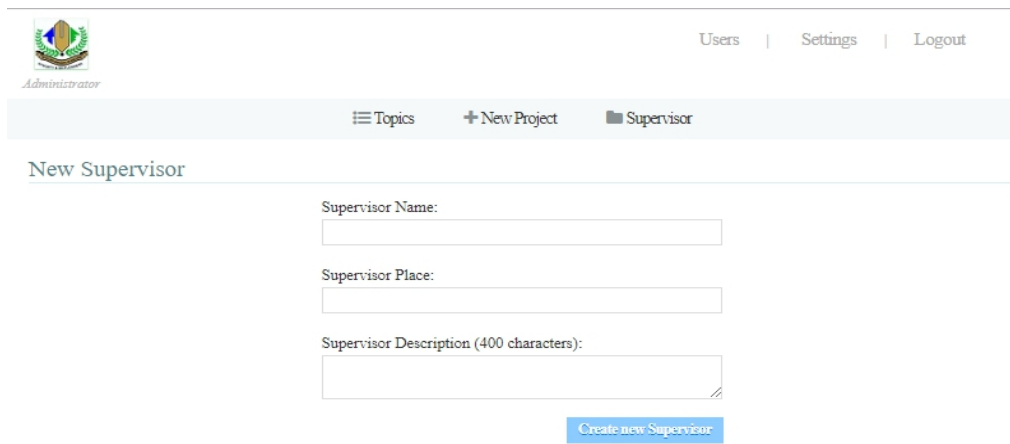 Users | Settings | Logout
Administrator
Topics New Project Supervisor
New Supervisor
Supervisor Name:
Supervisor Place:
Supervisor Description (400 characters):
Create new Supervisor